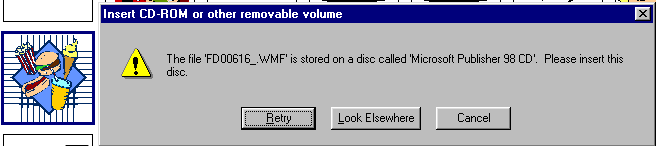 Insert CD-ROM or other removable volume
The file 'FD00616_.WMF' is stored on a disc called 'Microsoft Publisher 98 CD'.  Please insert this
disc.
Retry
Look Elsewhere
Cancel